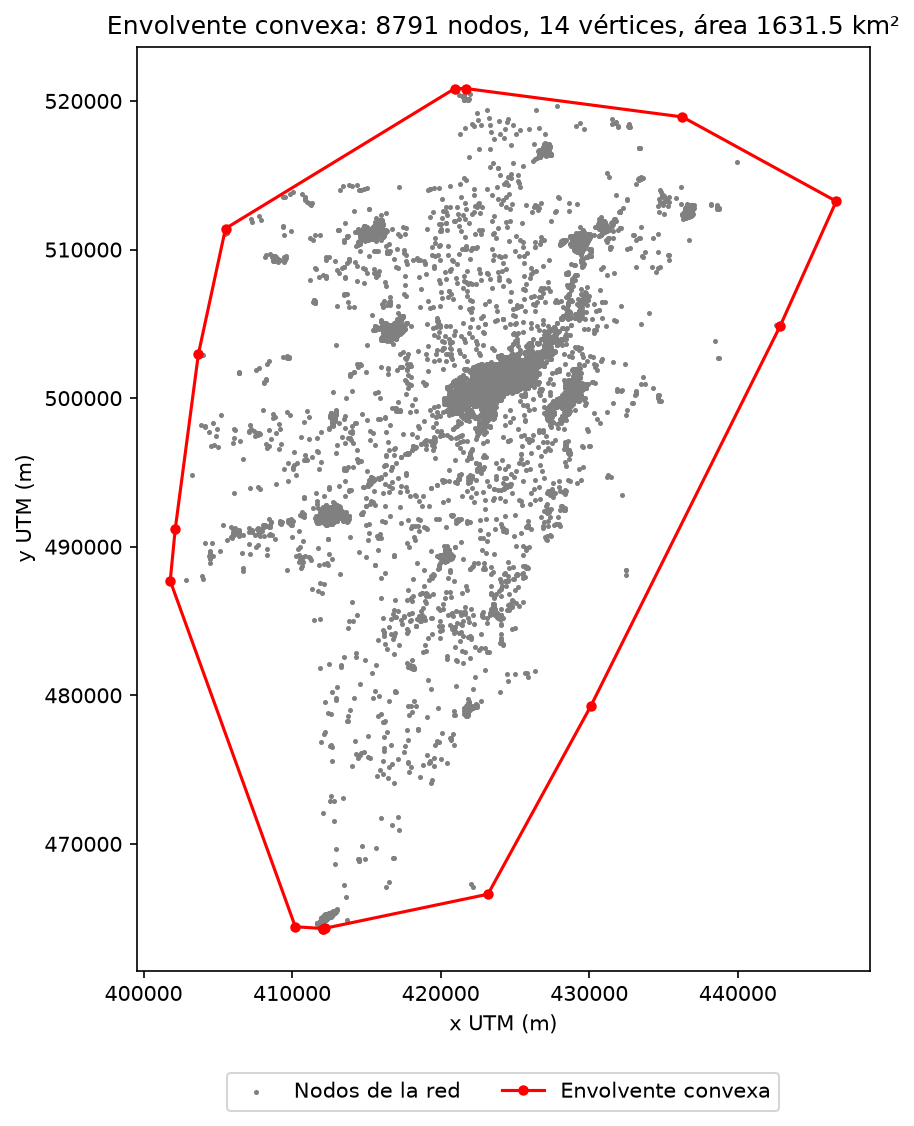 Envolvente convexa: 8791 nodos, 14 vértices, área 1631.5 km²
520000
510000
500000
490000
480000
470000
y UTM (m)
400000 410000 420000 430000 440000
x UTM (m)
Nodos de la red Envolvente convexa